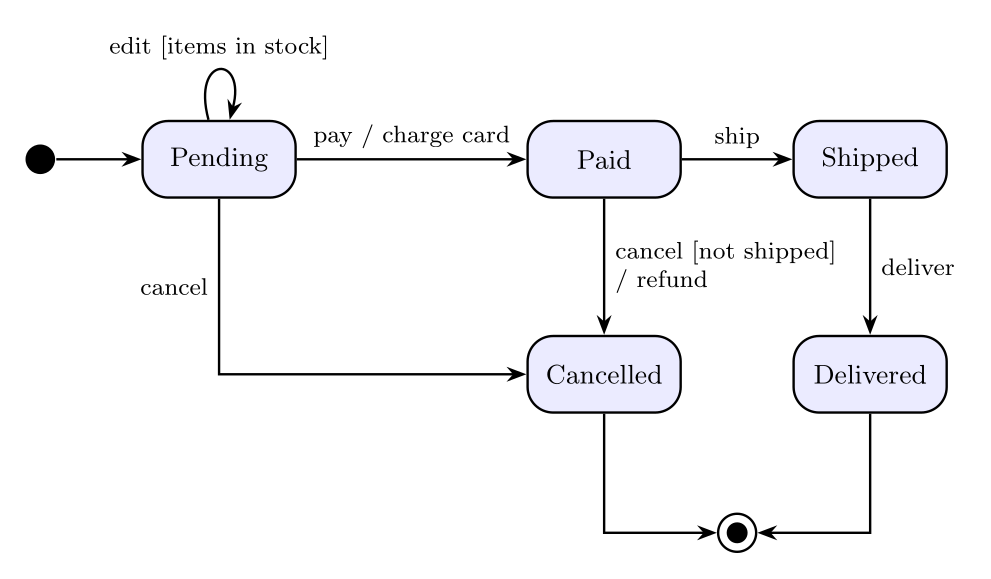 edit [items in stock]
Pending
pay / charge card
Paid
ship
Shipped
cancel
cancel [not shipped]
/ refund
deliver
Cancelled
Delivered